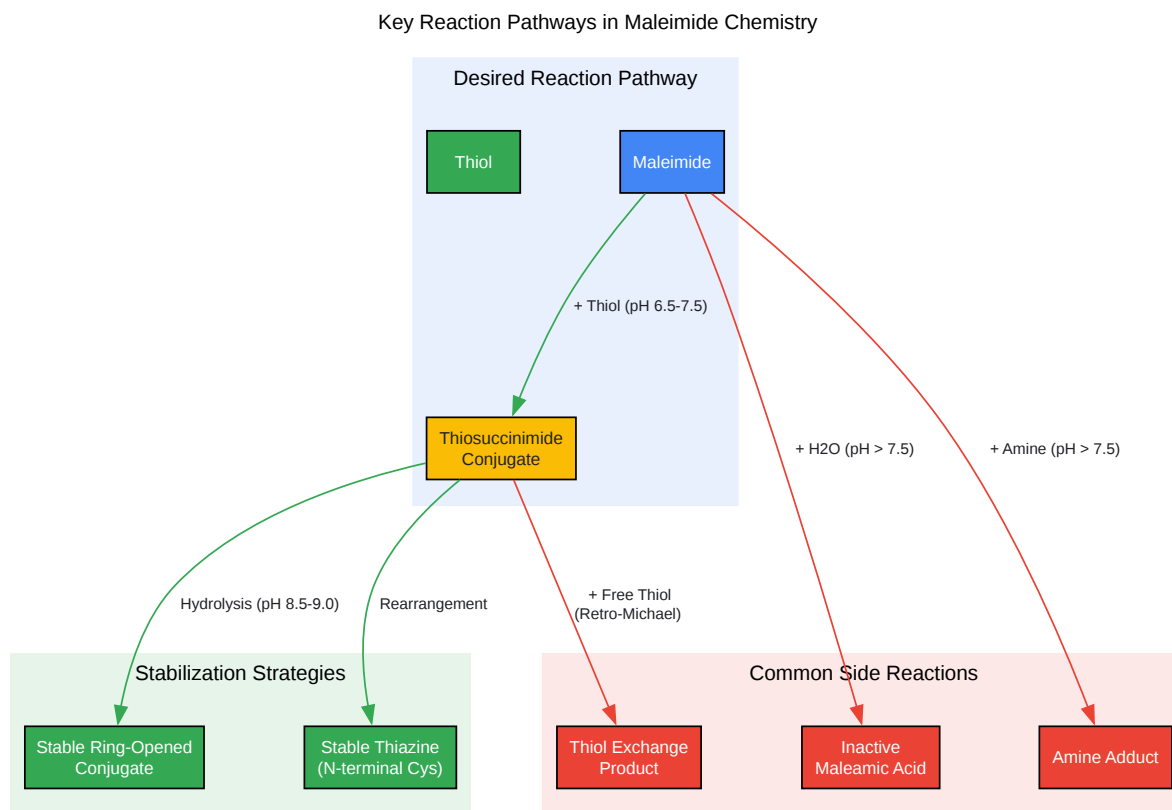 Key Reaction Pathways in Maleimide Chemistry
Desired Reaction Pathway
Thiol
Maleimide
+ Thiol (pH 6.5-7.5)
Thiosuccinimide
Conjugate
+ H2O (pH > 7.5)
+ Amine (pH > 7.5)
Hydrolysis (pH 8.5-9.0)
Rearrangement
+ Free Thiol
(Retro-Michael)
Stabilization Strategies
Common Side Reactions
Stable Ring-Opened
Conjugate
Stable Thiazine
(N-terminal Cys)
Thiol Exchange
Product
Inactive
Maleamic Acid
Amine Adduct